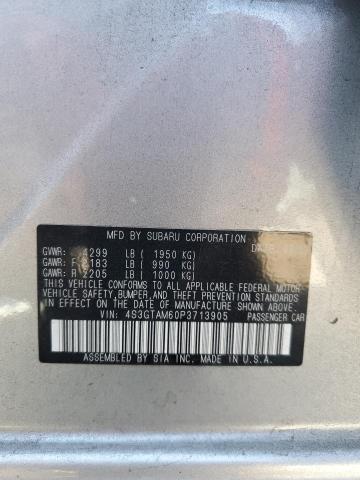 MFD BY SUBARU CORPORATION
GVWR: 4299 LB ( 1950 KG)
GAWR: F 2183 LB ( 990 KG)
GAWR: R 2205 LB ( 1000 KG)
THIS VEHICLE CONFORMS TO ALL APPLICABLE FEDERAL MOTOR
VEHICLE SAFETY, BUMPER, AND THEFT PREVENTION STANDARDS
IN EFFECT ON THE DATE OF MANUFACTURE SHOWN ABOVE.
VIN: 4S3GTAM60P3713905 PASSENGER CAR
ASSEMBLED BY SIA INC. MADE IN U.S.A.